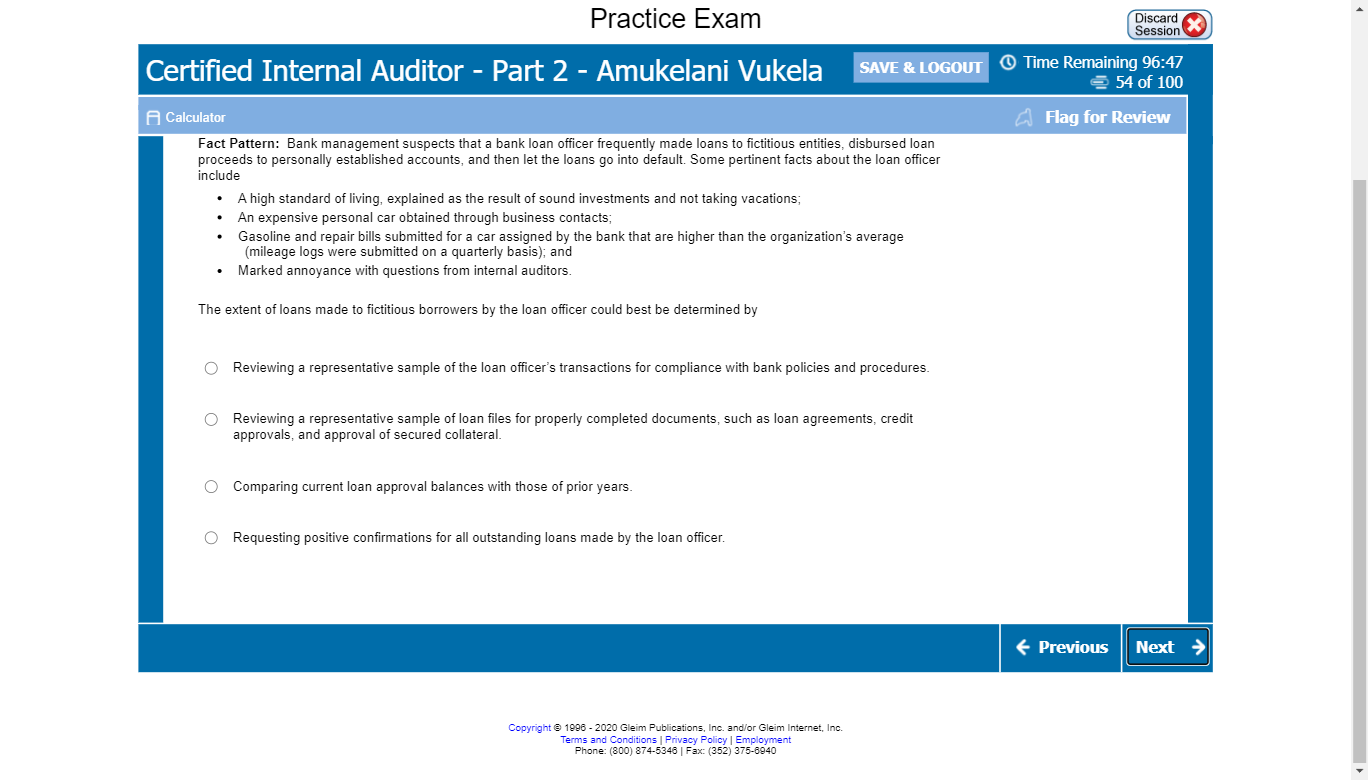 Practice Exam
Discard
Session
Certified Internal Auditor - Part 2 - Amukelani Vukela
SAVE & LOGOUT
Time Remaining 96:47
54 of 100
Calculator
Flag for Review
Fact Pattern: Bank management suspects that a bank loan officer frequently made loans to fictitious entities, disbursed loan
proceeds to personally established accounts, and then let the loans go into default. Some pertinent facts about the loan officer
include
• A high standard of living, explained as the result of sound investments and not taking vacations;
• An expensive personal car obtained through business contacts;
• Gasoline and repair bills submitted for a car assigned by the bank that are higher than the organization's average
(mileage logs were submitted on a quarterly basis); and
• Marked annoyance with questions from internal auditors.
The extent of loans made to fictitious borrowers by the loan officer could best be determined by
Reviewing a representative sample of the loan officer's transactions for compliance with bank policies and procedures.
Reviewing a representative sample of loan files for properly completed documents, such as loan agreements, credit
approvals, and approval of secured collateral.
Comparing current loan approval balances with those of prior years.
Requesting positive confirmations for all outstanding loans made by the loan officer.
Previous
Next
Copyright © 1996 - 2020 Gleim Publications, Inc. and/or Gleim Internet, Inc.
Terms and Conditions | Privacy Policy | Employment
Phone: (800) 874-5346 | Fax: (352) 375-6940